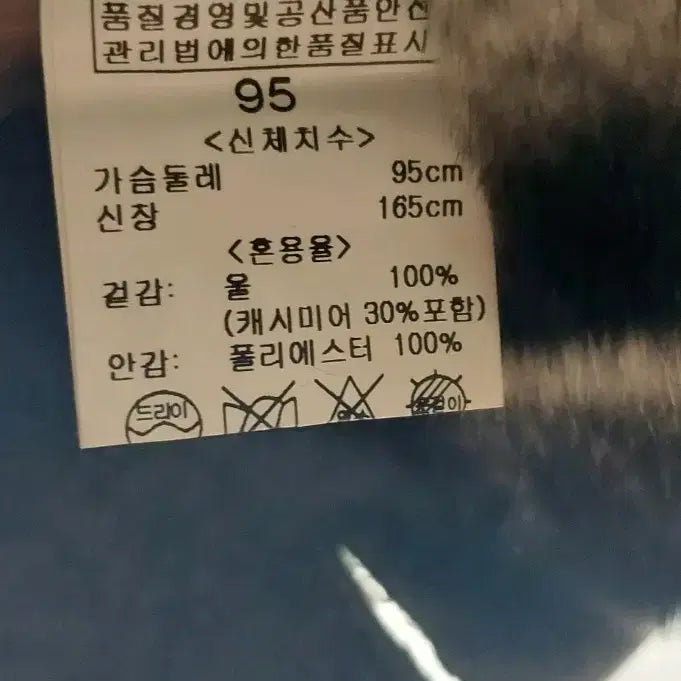 품질경영및공산품안전
관리법에의한품질표시
95
<신체치수>
가슴둘레 95cm
신장 165cm
<혼용율>
겉감: 울 100%
(캐시미어 30%포함)
안감: 폴리에스터 100%
드라이